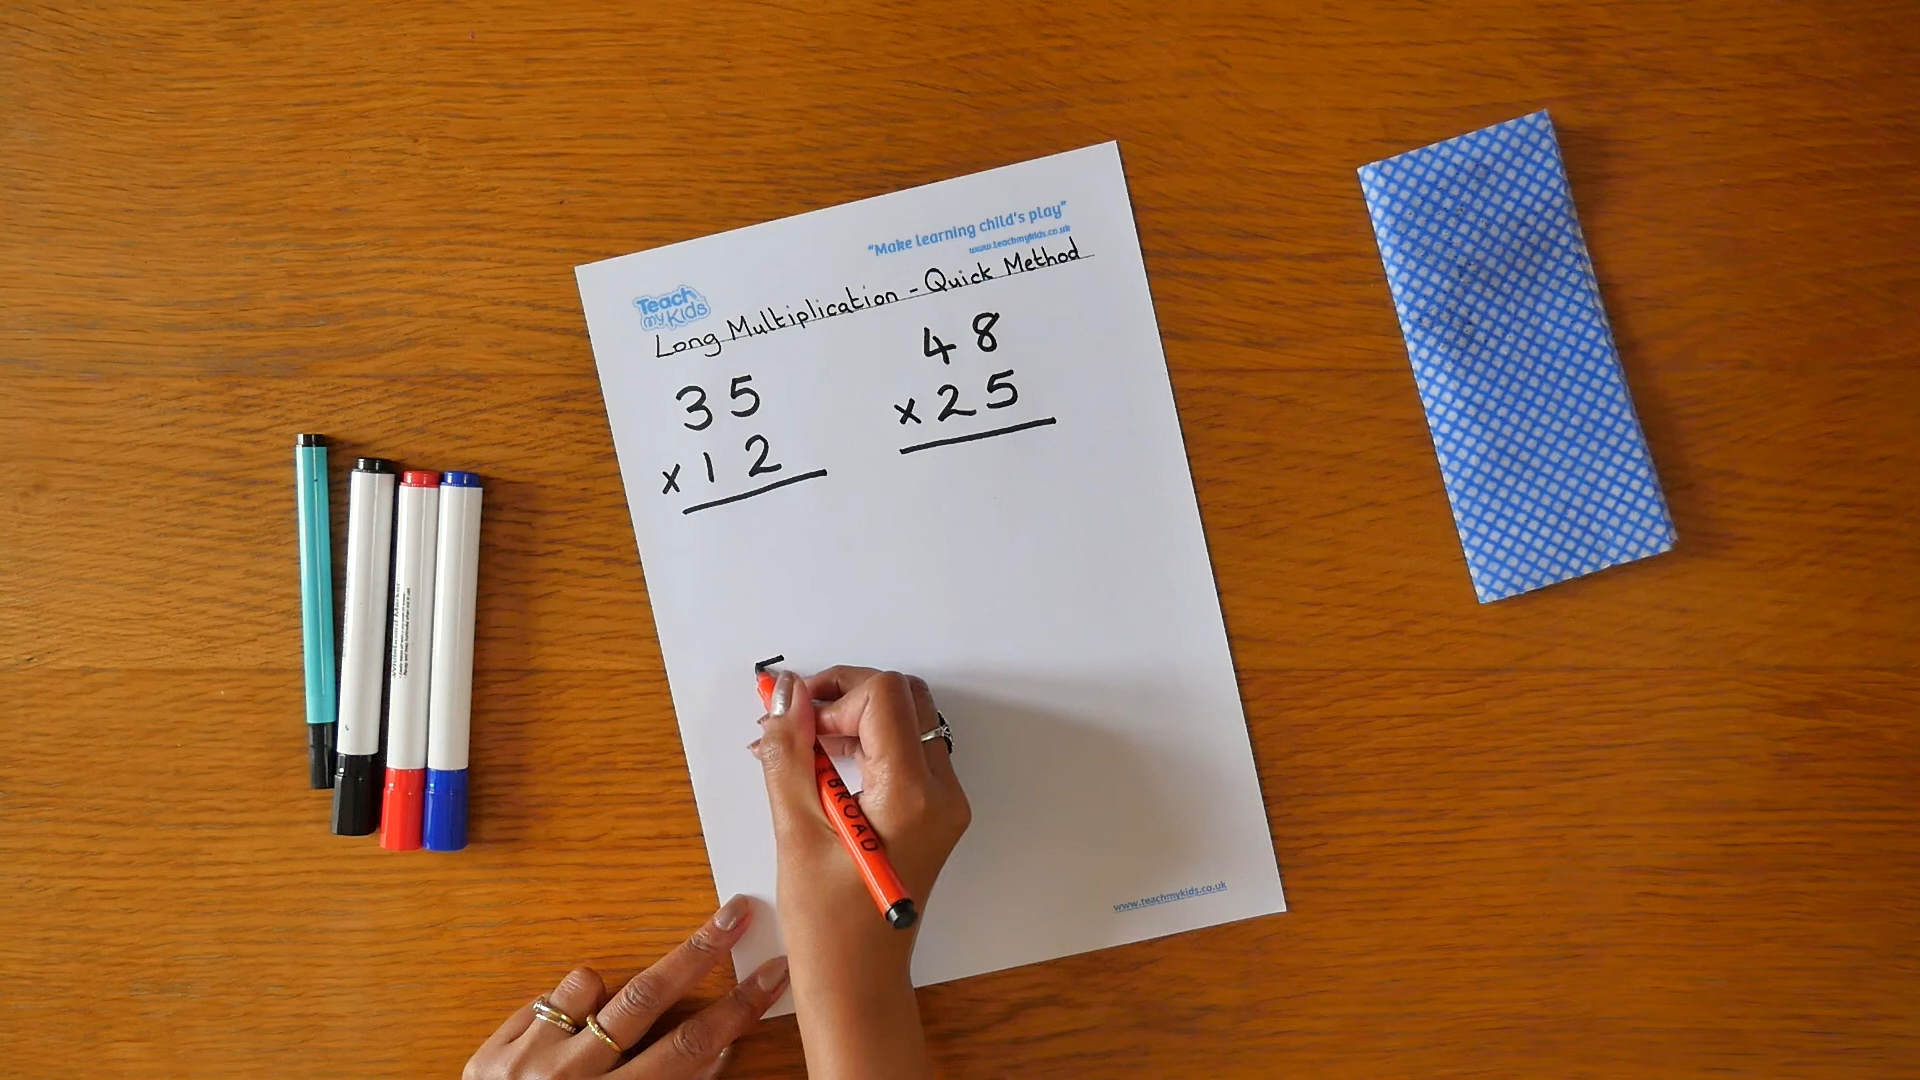 "Make learning child's play"
www.teachmykids.co.uk
Teach
my Kids
Long Multiplication - Quick Method
35
x12
48
x25
& BROAD
www.teachmykids.co.uk